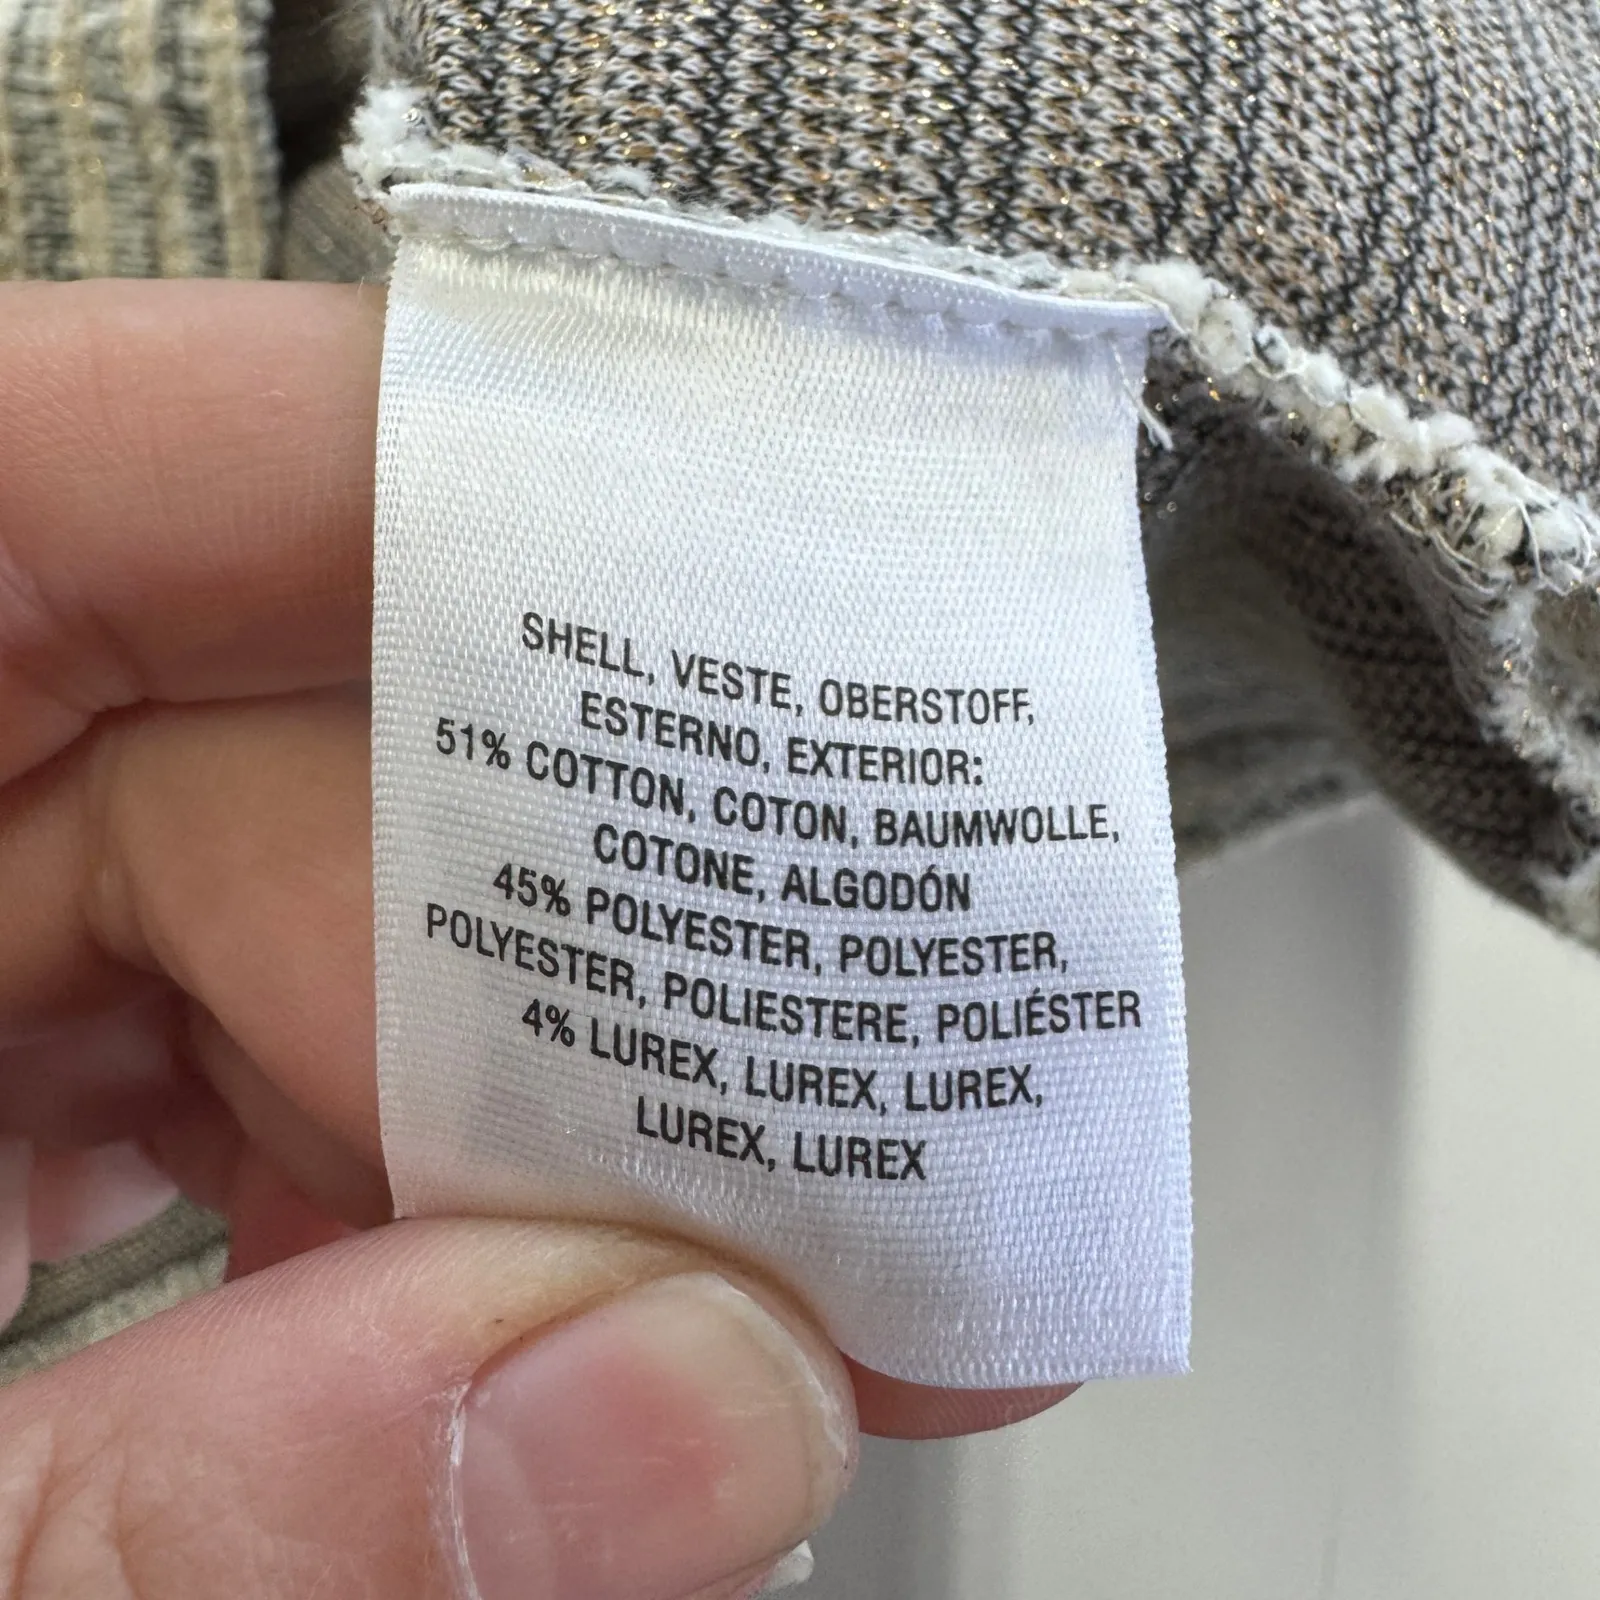 SHELL, VESTE, OBERSTOFF,
ESTERNO, EXTERIOR:
51% COTTON, COTON, BAUMWOLLE,
COTONE, ALGODÓN
45% POLYESTER, POLYESTER,
POLYESTER, POLIESTERE, POLIÉSTER
4% LUREX, LUREX, LUREX,
LUREX, LUREX